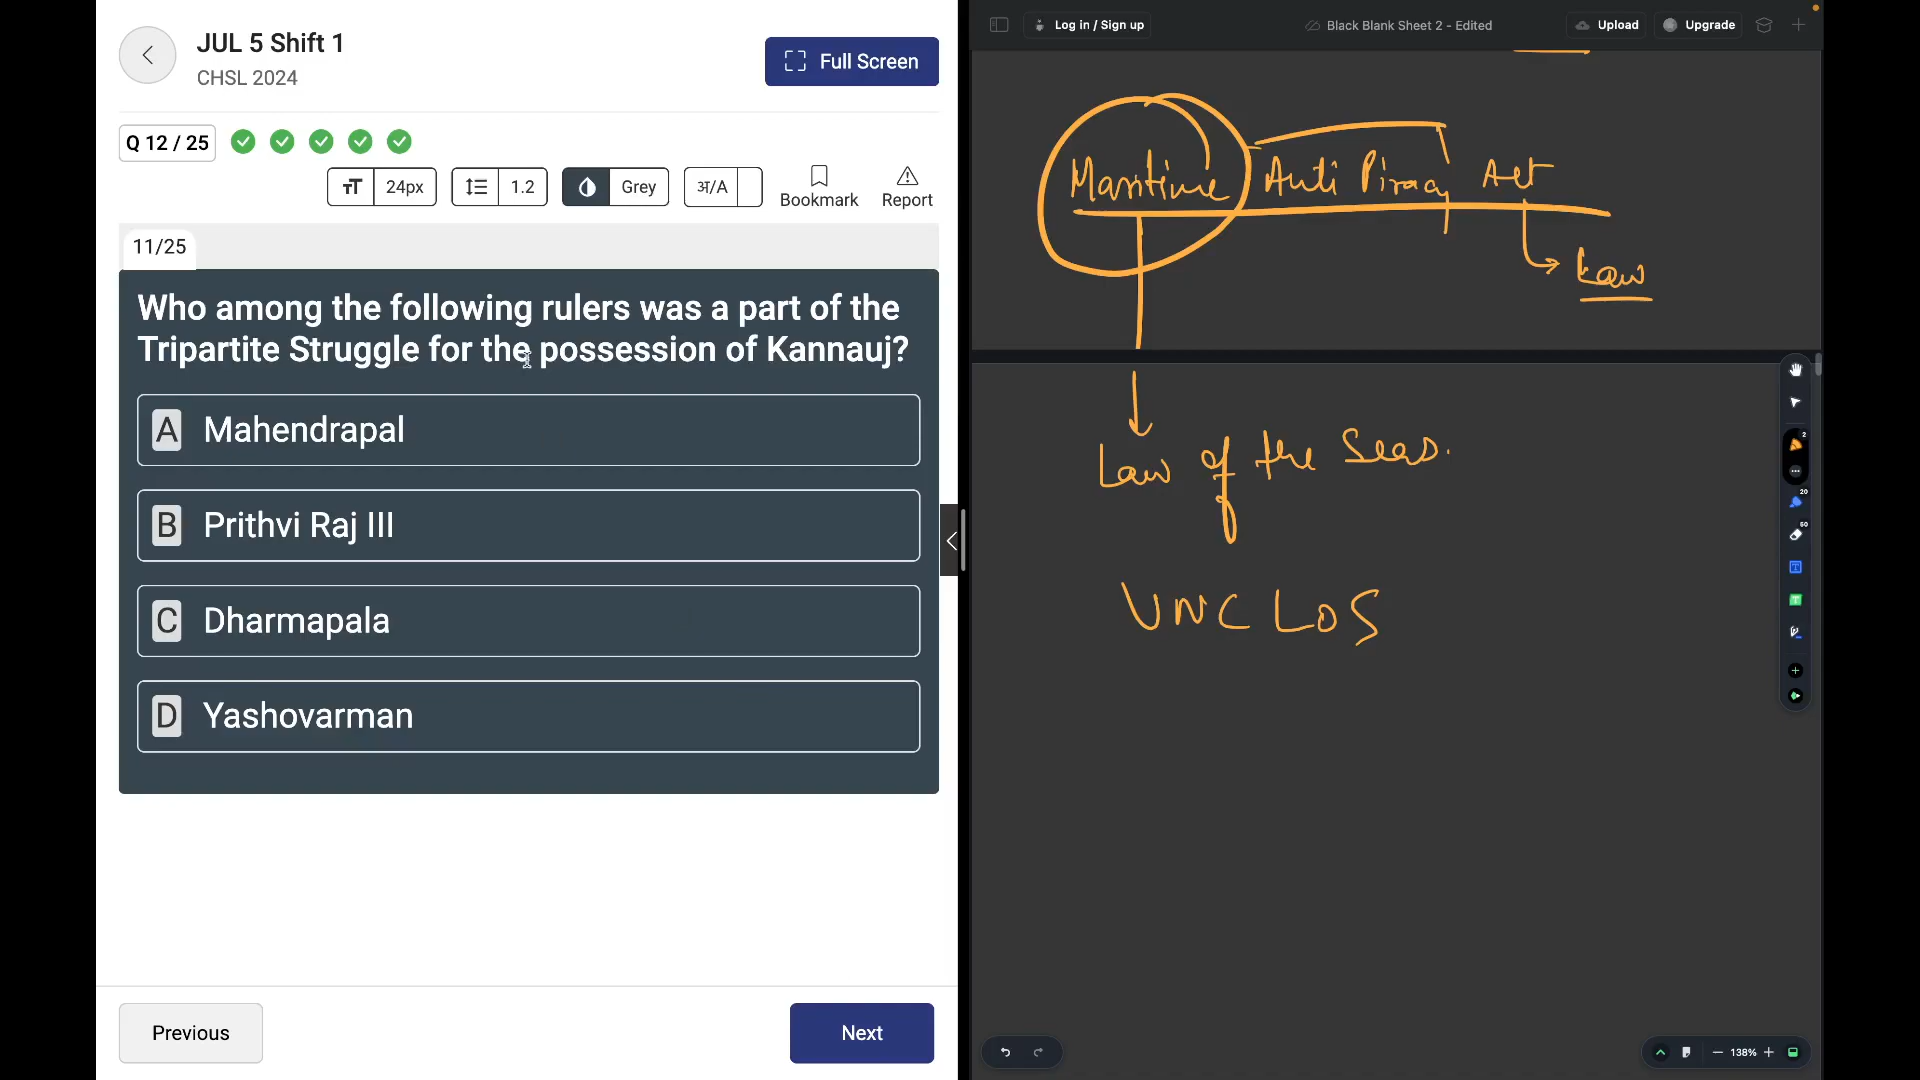 JUL 5 Shift 1
CHSL 2024
Full Screen
Q 12 / 25
24px
1.2
Grey
अ/A
Bookmark
Report
11/25
Who among the following rulers was a part of the
Tripartite Struggle for the possession of Kannauj?
A Mahendrapal
B Prithvi Raj III
C Dharmapala
D Yashovarman
Previous
Next
Log in / Sign up
Black Blank Sheet 2 - Edited
Upload
Upgrade
Maritime Anti Piracy Act
Law
Law of the Seas.
UNCLOS
2
20
50
138%